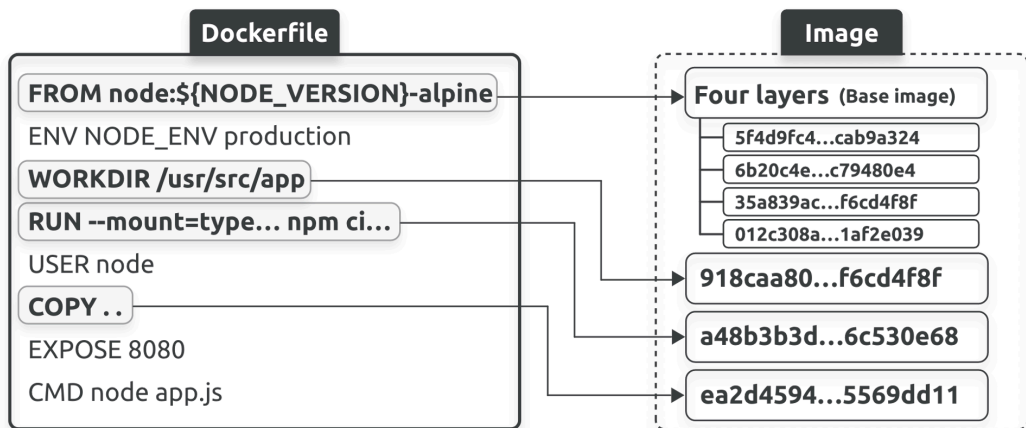 Dockerfile
FROM node:${NODE_VERSION}-alpine
ENV NODE_ENV production
WORKDIR /usr/src/app
RUN --mount=type… npm ci…
USER node
COPY . .
EXPOSE 8080
CMD node app.js
Image
Four layers (Base image)
5f4d9fc4…cab9a324
6b20c4e…c79480e4
35a839ac…f6cd4f8f
012c308a…1af2e039
918caa80…f6cd4f8f
a48b3b3d…6c530e68
ea2d4594…5569dd11